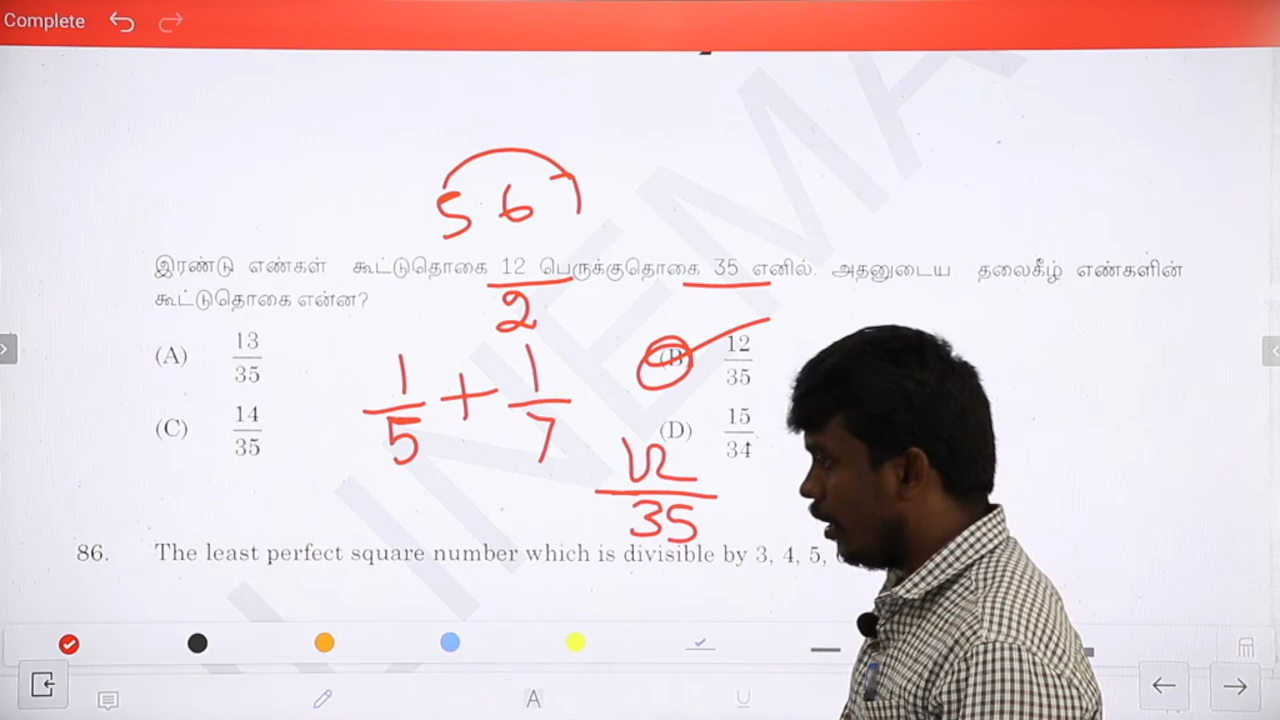 Complete
5 6 7
இரண்டு எண்கள் கூட்டுதொகை 12 பெருக்குதொகை 35 எனில். அதனுடைய தலைகீழ் எண்களின்
கூட்டுதொகை என்ன?
2
(A) 13/35
(B) 12/35
1/5 + 1/7
(C) 14/35
(D) 15/34
12/35
86. The least perfect square number which is divisible by 3, 4, 5,
A
U